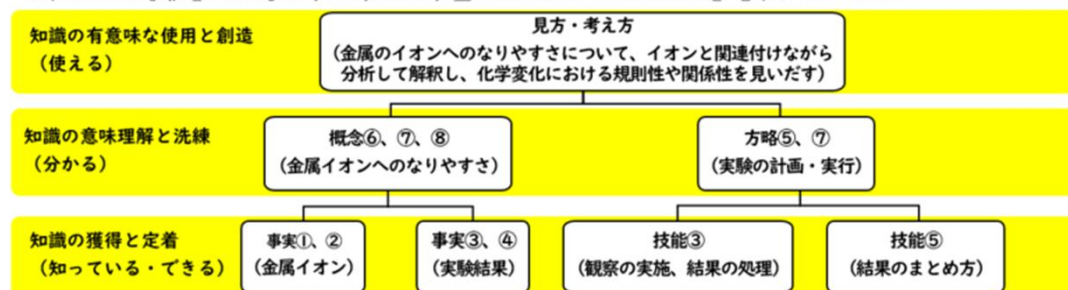 知識の有意味な使用と創造
（使える）
見方・考え方
（金属のイオンへのなりやすさについて、イオンと関連付けながら
分析して解釈し、化学変化における規則性や関係性を見いだす）
知識の意味理解と洗練
（分かる）
概念⑥、⑦、⑧
（金属イオンへのなりやすさ）
方略⑤、⑦
（実験の計画・実行）
知識の獲得と定着
（知っている・できる）
事実①、②
（金属イオン）
事実③、④
（実験結果）
技能③
（観察の実施、結果の処理）
技能⑤
（結果のまとめ方）